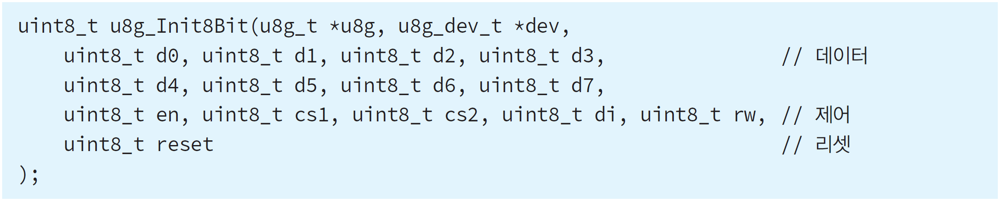 uint8_t u8g_Init8Bit(u8g_t *u8g, u8g_dev_t *dev,
    uint8_t d0, uint8_t d1, uint8_t d2, uint8_t d3, // 데이터
    uint8_t d4, uint8_t d5, uint8_t d6, uint8_t d7,
    uint8_t en, uint8_t cs1, uint8_t cs2, uint8_t di, uint8_t rw, // 제어
    uint8_t reset // 리셋
);